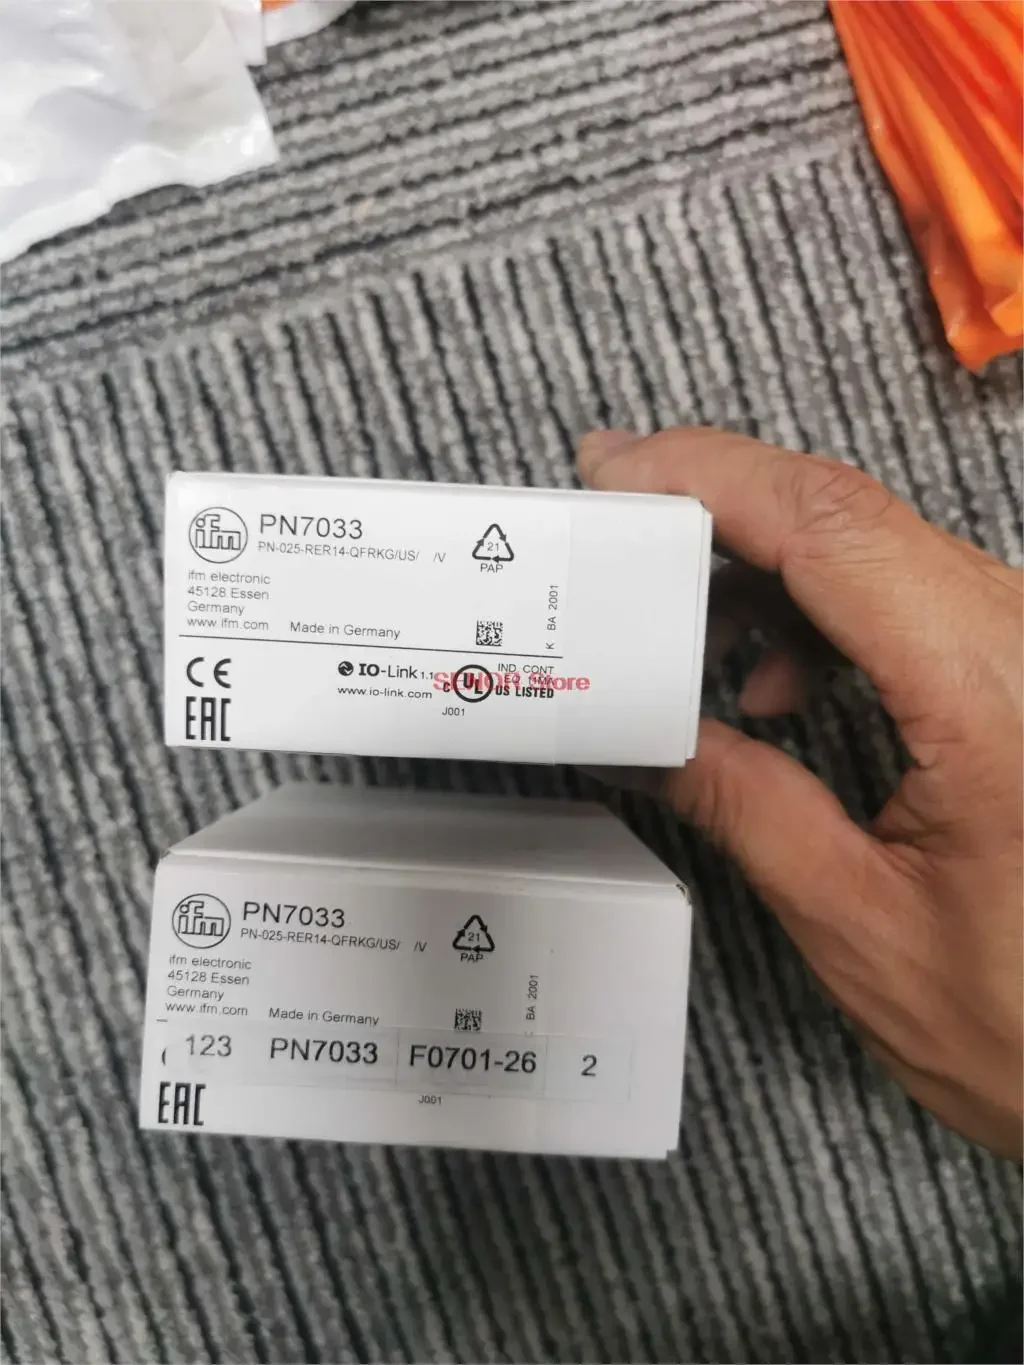 ifm
PN7033
PN-025-RER14-QFRKG/US/ /V
21
PAP
ifm electronic
45128 Essen
Germany
www.ifm.com Made in Germany
K BA 2001
CE
IO-Link 1.1
www.io-link.com
C UL US LISTED
IND. CONT
EQ.
Store
EAC
J001
ifm
PN7033
PN-025-RER14-QFRKG/US/ /V
21
PAP
ifm electronic
45128 Essen
Germany
www.ifm.com Made in Germany
BA 2001
123 PN7033 F0701-26 2
EAC
J001